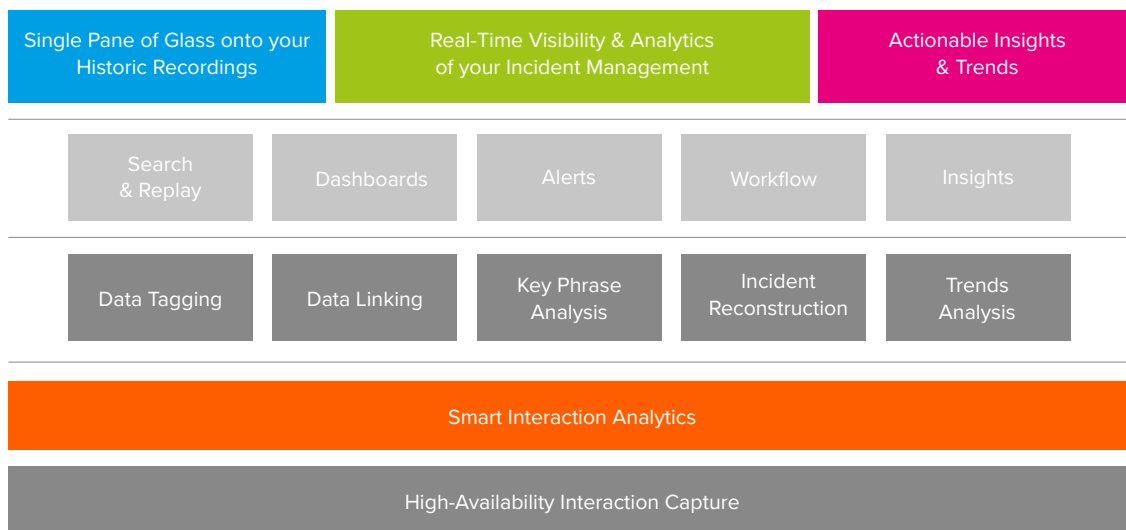 Single Pane of Glass onto your
Historic Recordings
Real-Time Visibility & Analytics
of your Incident Management
Actionable Insights
& Trends
Search
& Replay
Dashboards
Alerts
Workflow
Insights
Data Tagging
Data Linking
Key Phrase
Analysis
Incident
Reconstruction
Trends
Analysis
Smart Interaction Analytics
High-Availability Interaction Capture